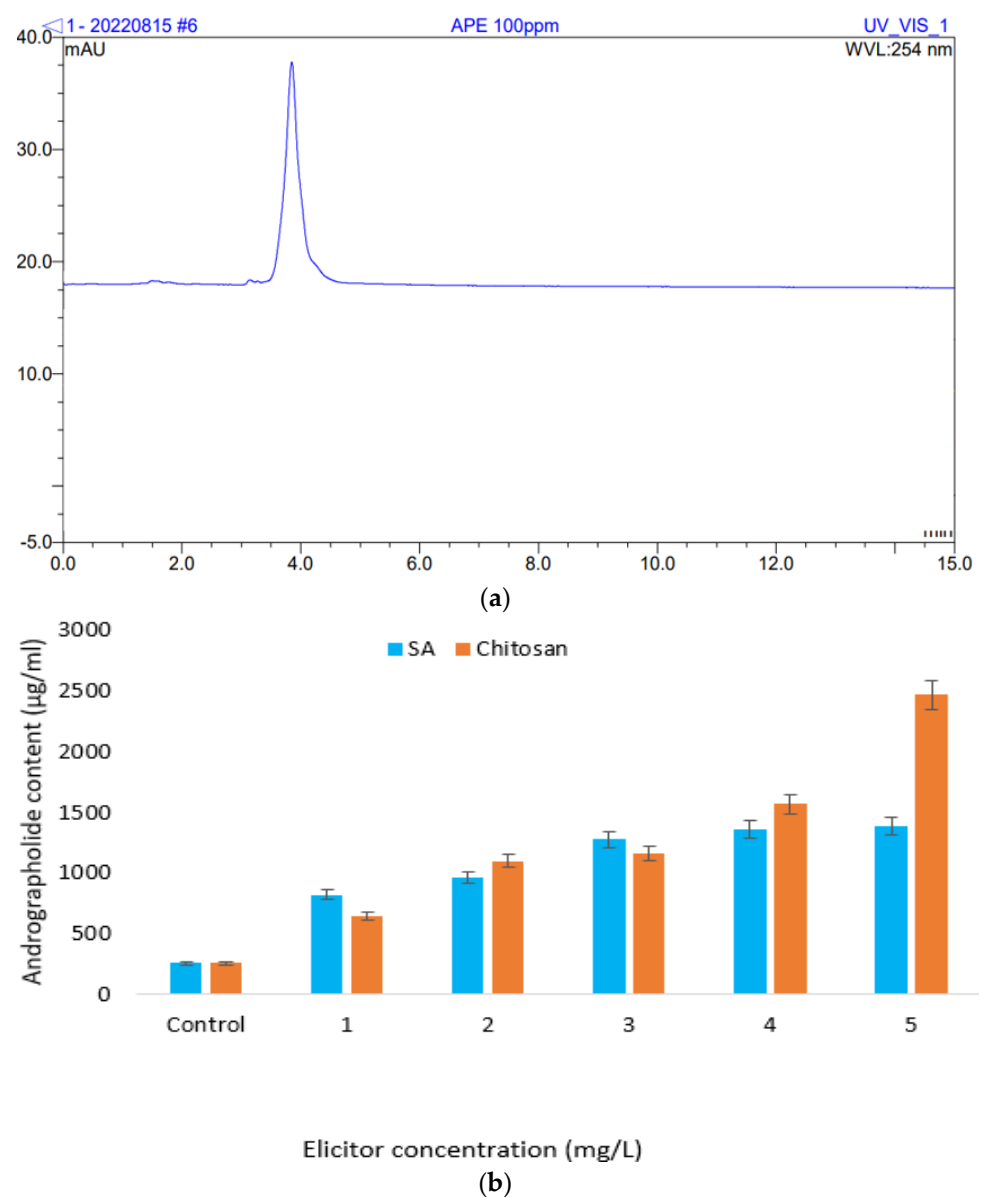 1 - 20220815 #6 APE 100ppm UV_VIS_1
40.0 mAU WVL:254 nm
30.0
20.0
10.0
-5.0
0.0 2.0 4.0 6.0 8.0 10.0 12.0 15.0
(a)
3000
SA Chitosan
2500
2000
1500
1000
500
0
Andrographolide content (µg/ml)
Control 1 2 3 4 5
Elicitor concentration (mg/L)
(b)